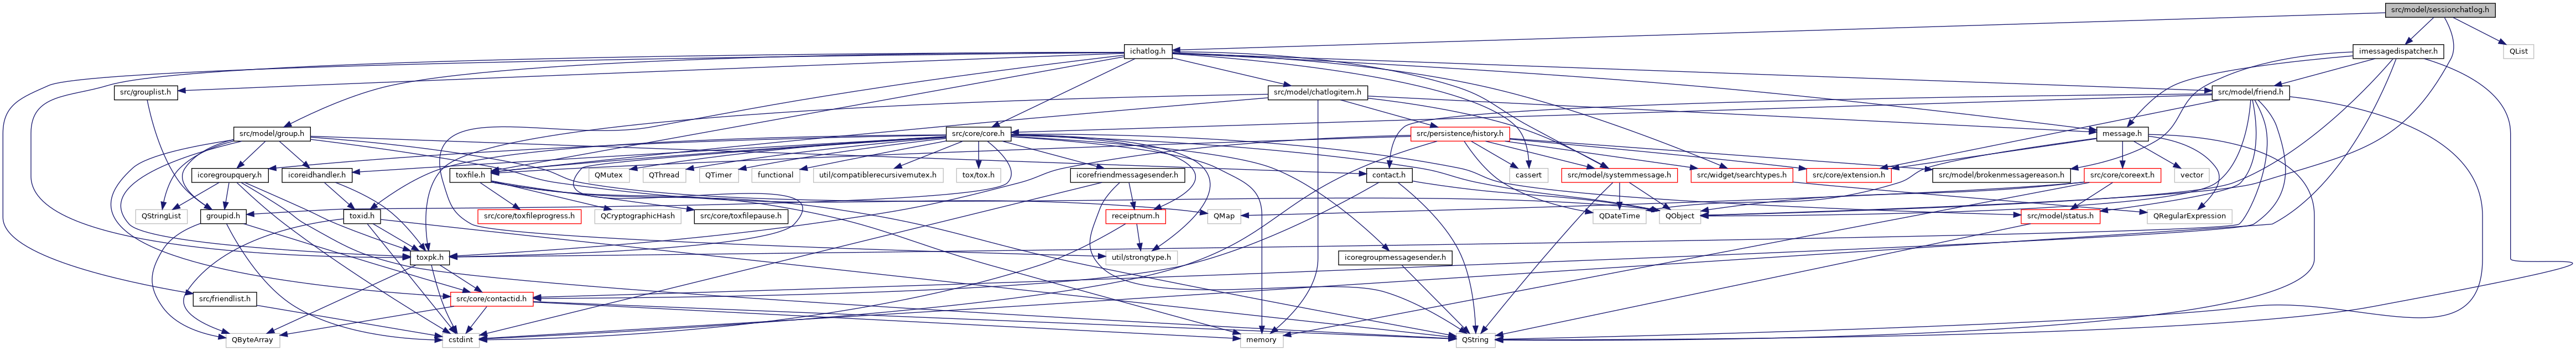 src/model/sessionchatlog.h
ichatlog.h
imessagedispatcher.h
QList
src/grouplist.h
src/model/chatlogitem.h
src/model/friend.h
src/model/group.h
src/core/core.h
src/persistence/history.h
message.h
icoregroupquery.h
icoreidhandler.h
toxfile.h
QMutex
QThread
QTimer
functional
util/compatiblerecursivemutex.h
tox/tox.h
icorefriendmessagesender.h
contact.h
cassert
src/model/systemmessage.h
src/widget/searchtypes.h
src/core/extension.h
src/model/brokenmessagereason.h
src/core/coreext.h
vector
QStringList
groupid.h
toxid.h
src/core/toxfileprogress.h
QCryptographicHash
src/core/toxfilepause.h
receiptnum.h
QMap
QDateTime
QObject
src/model/status.h
QRegularExpression
toxpk.h
util/strongtype.h
icoregroupmessagesender.h
src/friendlist.h
src/core/contactid.h
QByteArray
cstdint
memory
QString